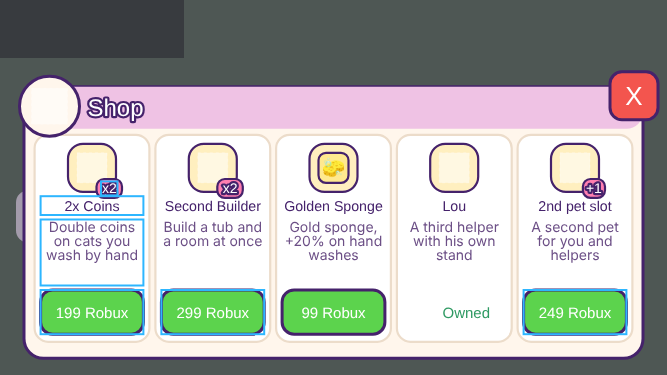 Shop
X
x2
2x Coins
Double coins
on cats you
wash by hand
199 Robux
x2
Second Builder
Build a tub and
a room at once
299 Robux
Golden Sponge
Gold sponge,
+20% on hand
washes
99 Robux
Lou
A third helper
with his own
stand
Owned
+1
2nd pet slot
A second pet
for you and
helpers
249 Robux